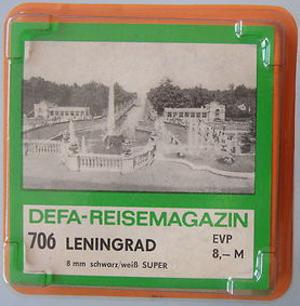 DEFA-REISEMAGAZIN
706 LENINGRAD EVP
8,– M
8 mm schwarz/weiß SUPER